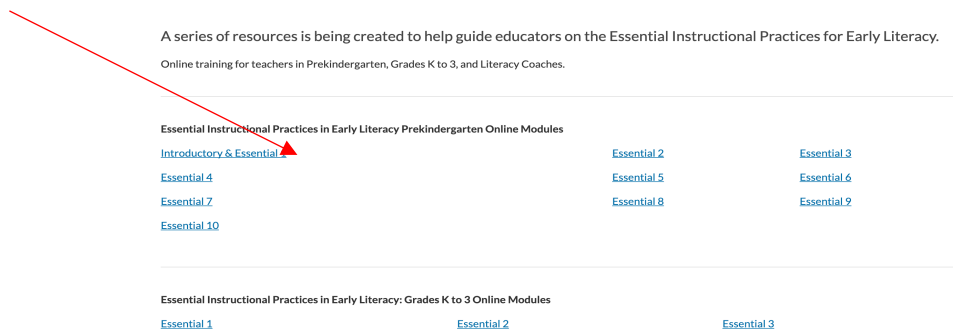 A series of resources is being created to help guide educators on the Essential Instructional Practices for Early Literacy.
Online training for teachers in Prekindergarten, Grades K to 3, and Literacy Coaches.
Essential Instructional Practices in Early Literacy Prekindergarten Online Modules
Introductory & Essential
Essential 2
Essential 3
Essential 4
Essential 5
Essential 6
Essential 7
Essential 8
Essential 9
Essential 10
Essential Instructional Practices in Early Literacy: Grades K to 3 Online Modules
Essential 1
Essential 2
Essential 3